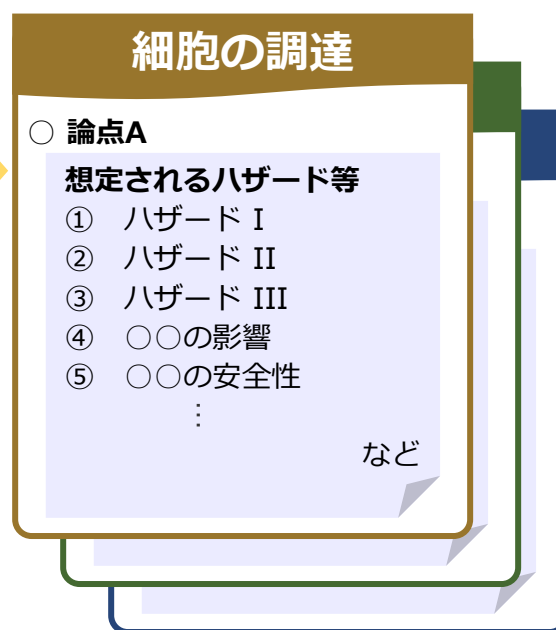 細胞の調達
○ 論点A
想定されるハザード等
① ハザード I
② ハザード II
③ ハザード III
④ ○○の影響
⑤ ○○の安全性
⋮
など